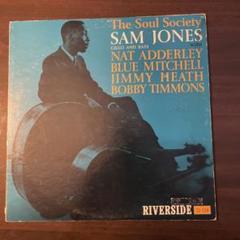 "The Soul Society"
SAM JONES
CELLO AND BASS
NAT ADDERLEY
BLUE MITCHELL
JIMMY HEATH
BOBBY TIMMONS
RIVERSIDE